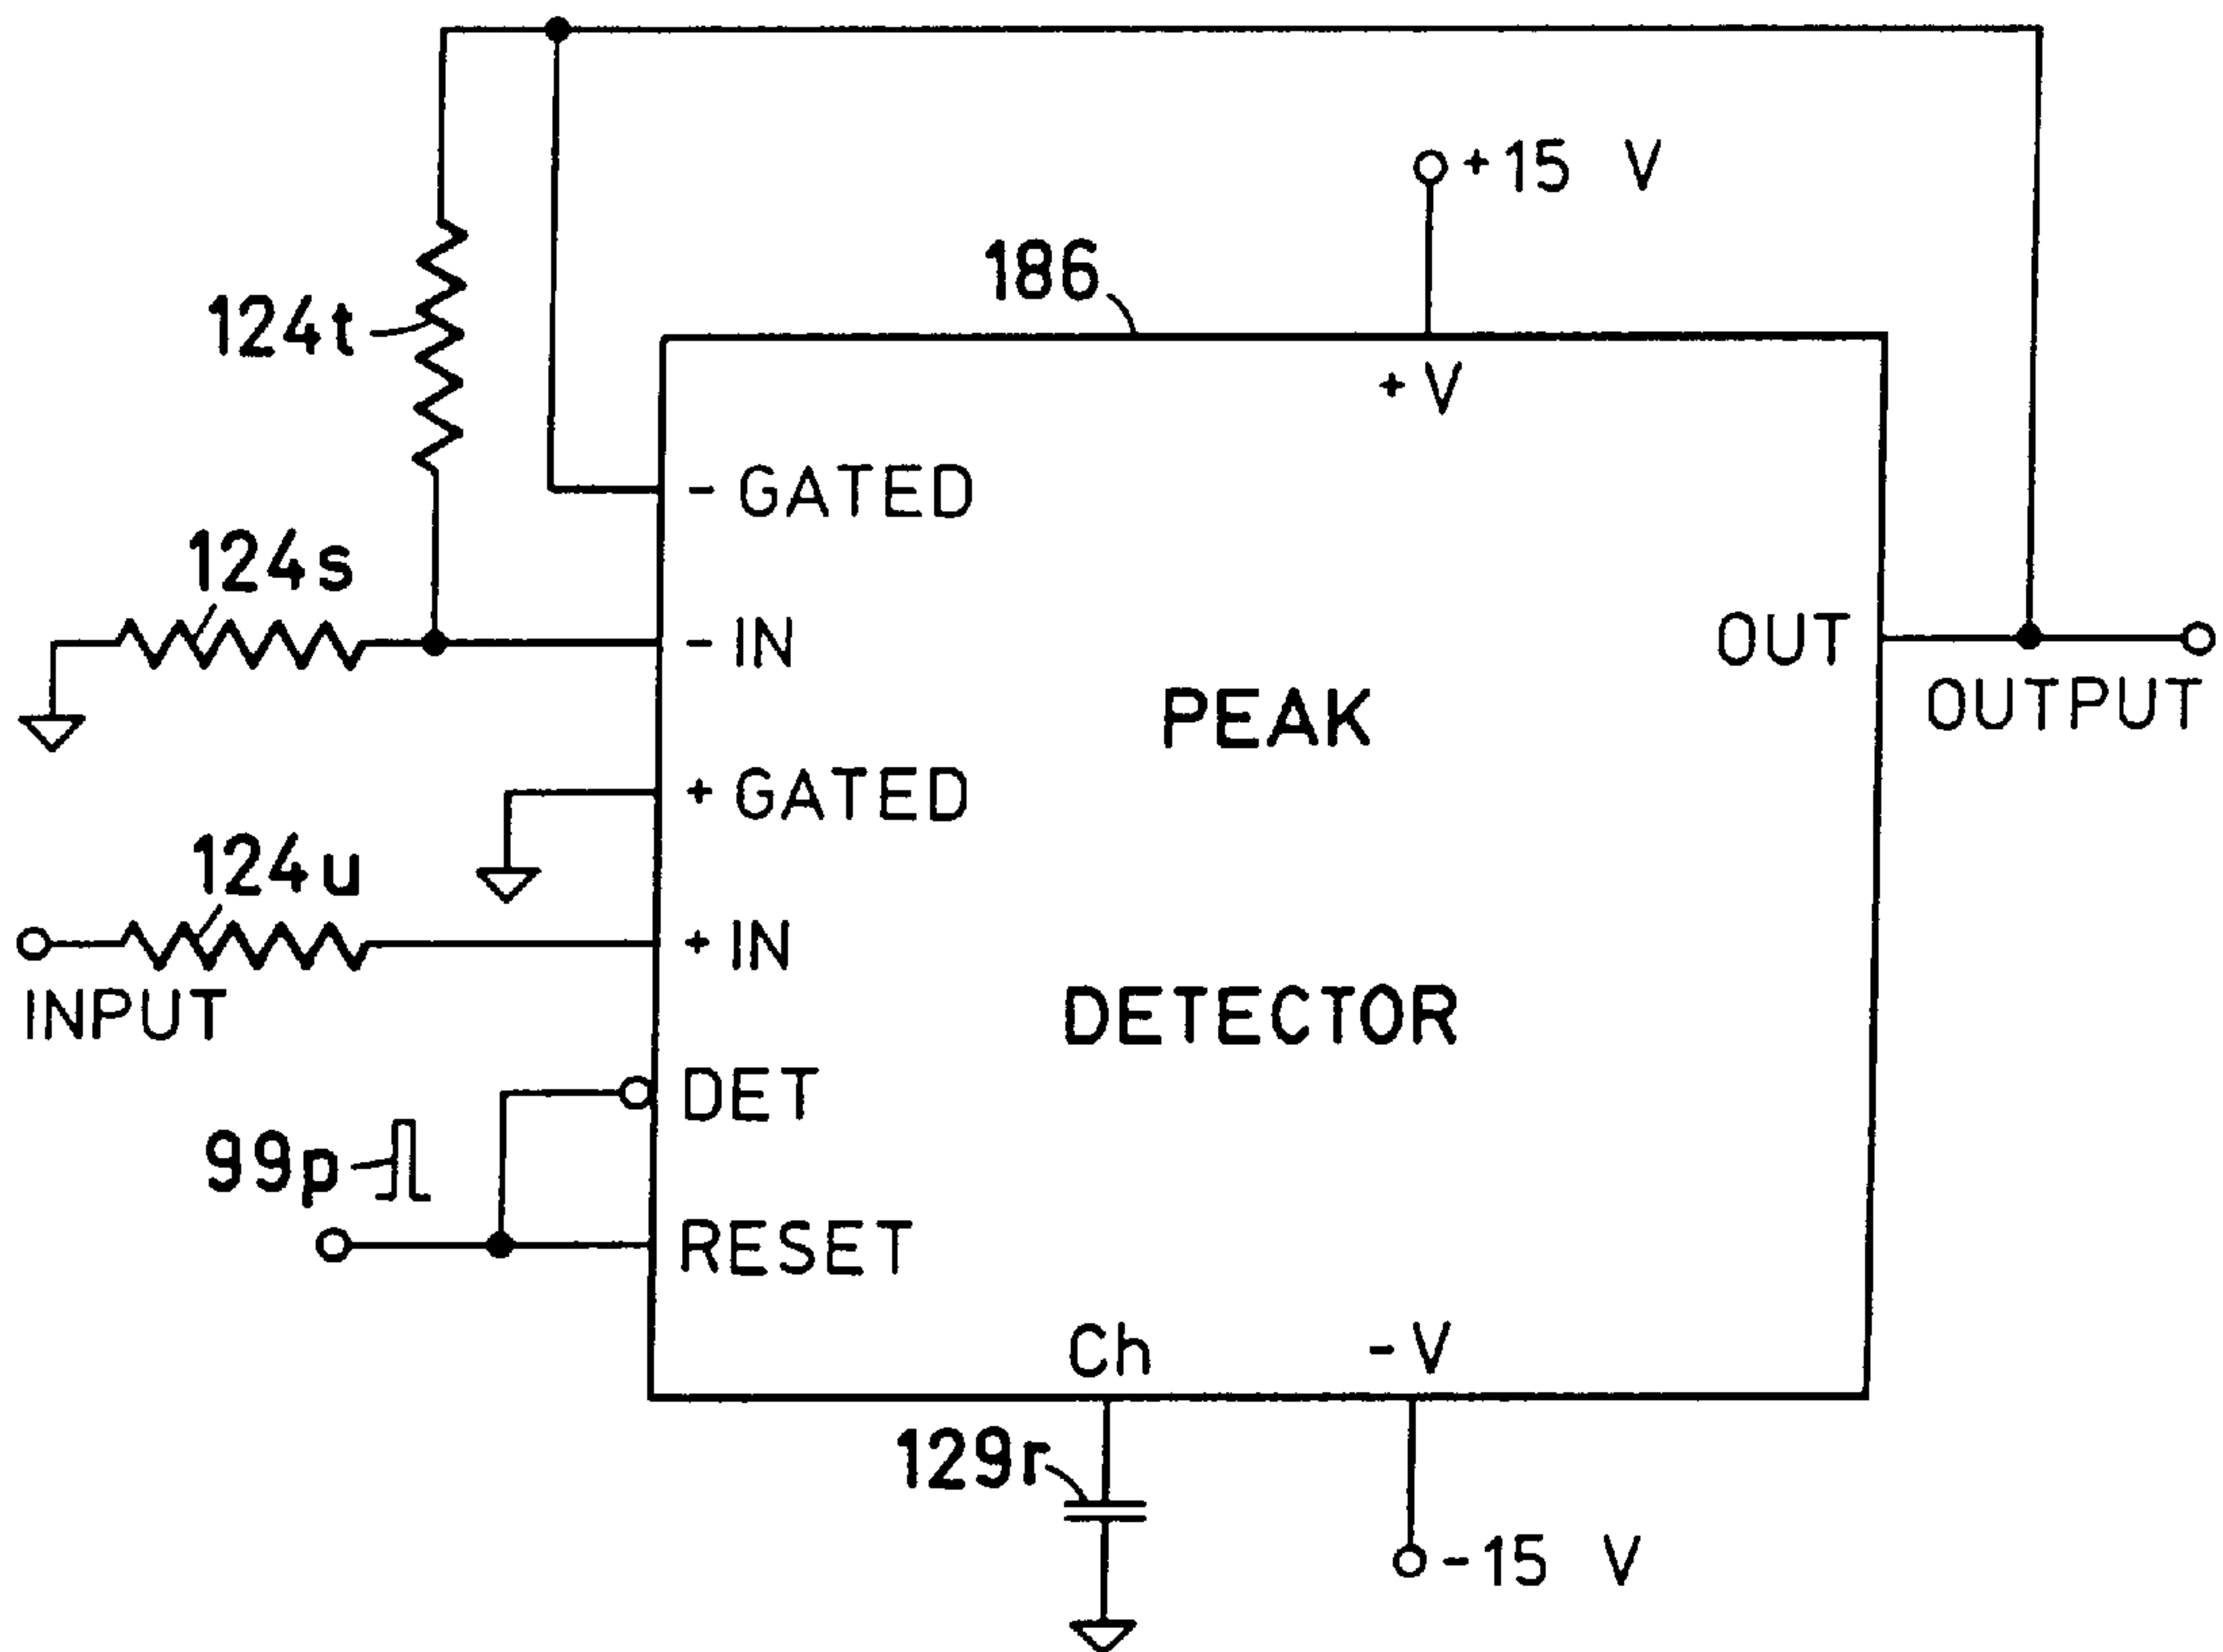 +15 V
186
124t
+ V
- GATED
124s
- IN
OUT
PEAK
OUTPUT
+ GATED
124u
+ IN
INPUT
DETECTOR
DET
99p
RESET
Ch
- V
129r
-15 V